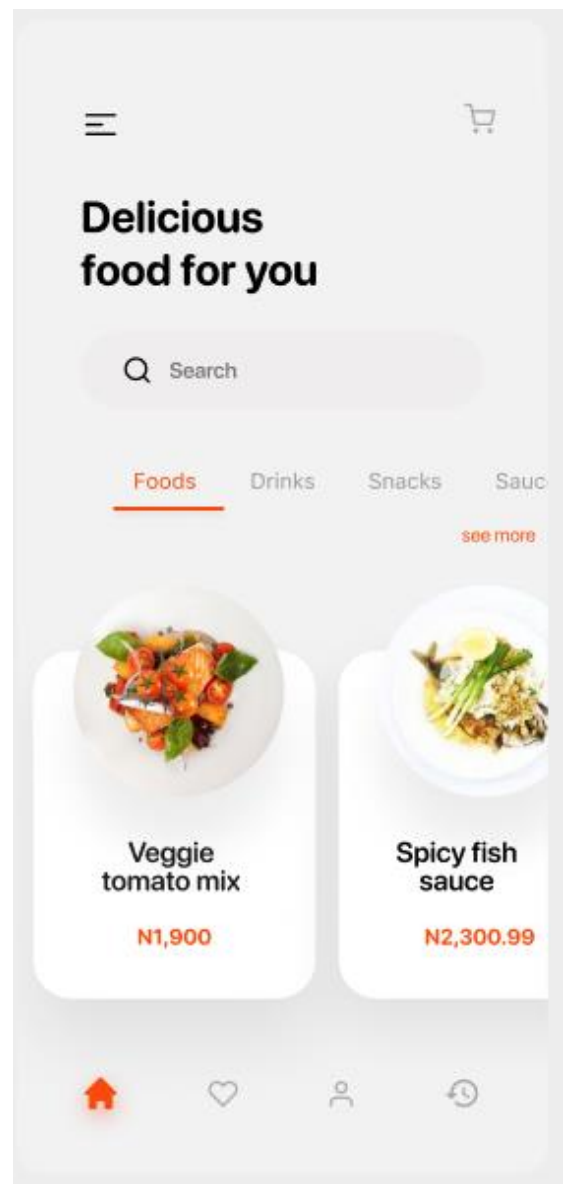 Delicious
food for you
Search
Foods Drinks Snacks Sauc
see more
Veggie
tomato mix
N1,900
Spicy fish
sauce
N2,300.99